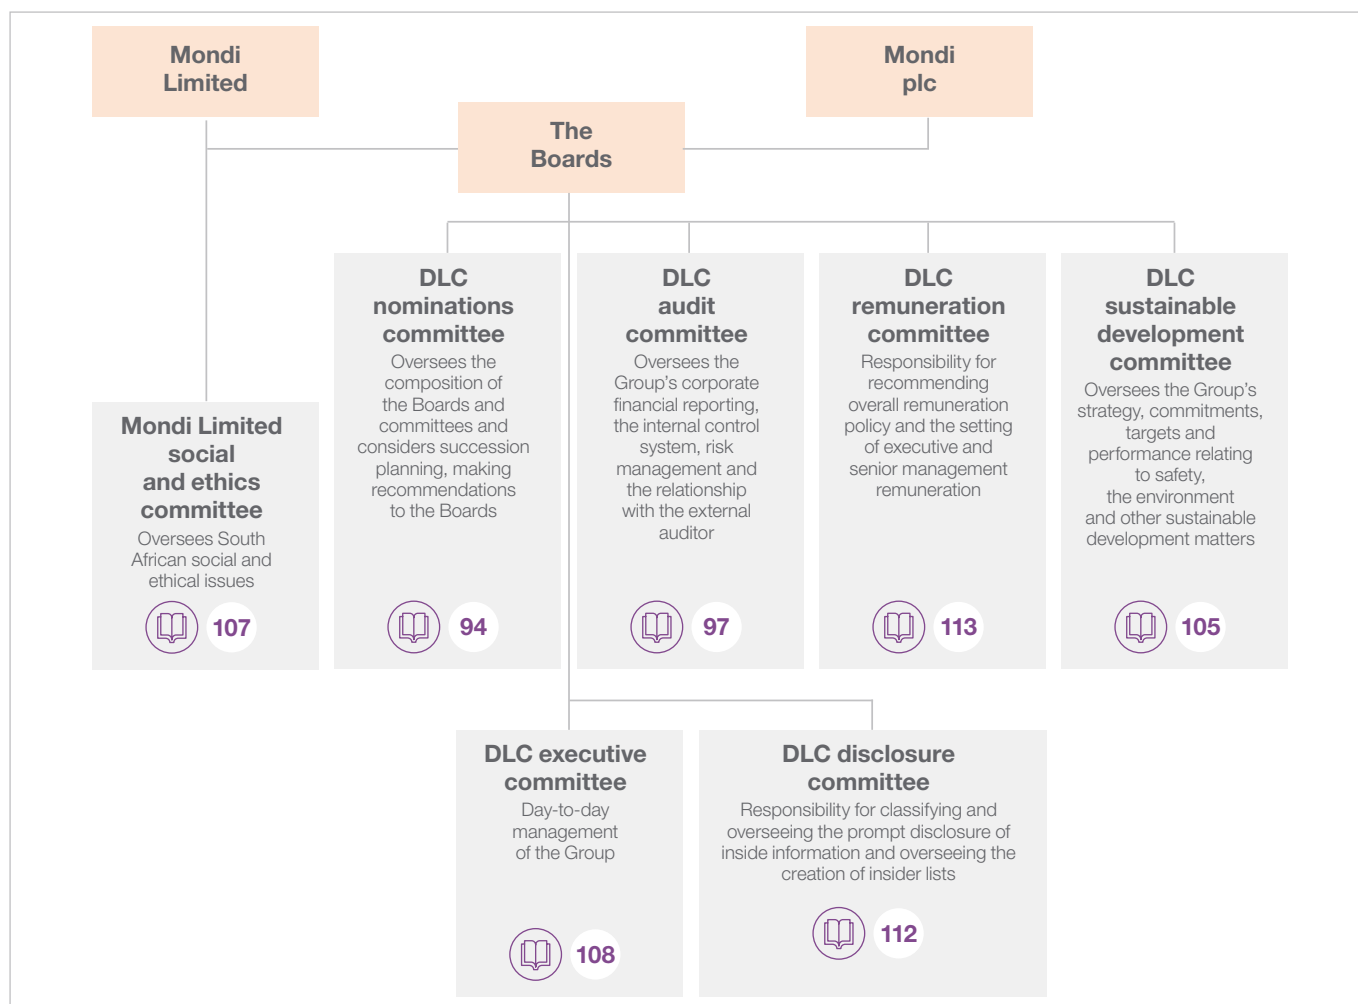 Mondi
Limited
Mondi
plc
The
Boards
Mondi Limited
social
and ethics
committee
Oversees South
African social and
ethical issues
107
DLC
nominations
committee
Oversees the
composition of
the Boards and
committees and
considers succession
planning, making
recommendations
to the Boards
94
DLC
audit
committee
Oversees the
Group's corporate
financial reporting,
the internal control
system, risk
management and
the relationship
with the external
auditor
97
DLC
remuneration
committee
Responsibility for
recommending
overall remuneration
policy and the setting
of executive and
senior management
remuneration
113
DLC
sustainable
development
committee
Oversees the Group's
strategy, commitments,
targets and
performance relating
to safety,
the environment
and other sustainable
development matters
105
DLC executive
committee
Day-to-day
management
of the Group
108
DLC disclosure
committee
Responsibility for classifying and
overseeing the prompt disclosure of
inside information and overseeing the
creation of insider lists
112